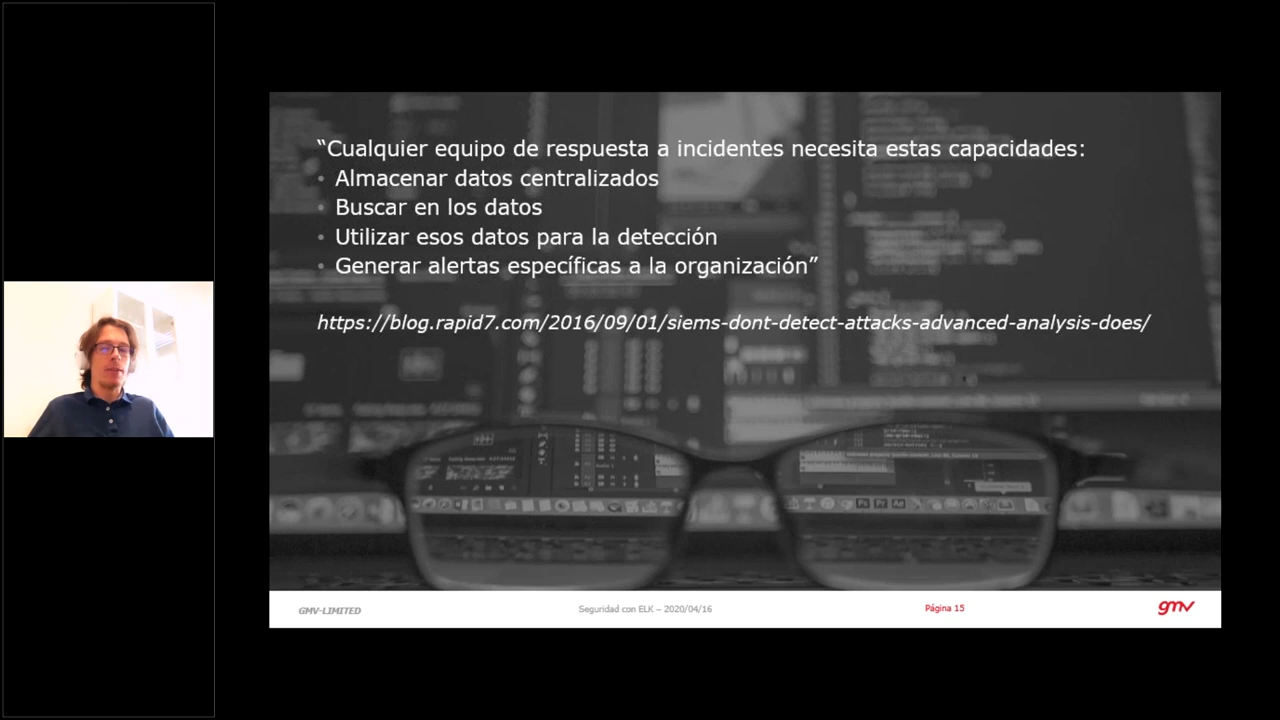 “Cualquier equipo de respuesta a incidentes necesita estas capacidades:
• Almacenar datos centralizados
• Buscar en los datos
• Utilizar esos datos para la detección
• Generar alertas específicas a la organización”
https://blog.rapid7.com/2016/09/01/siems-dont-detect-attacks-advanced-analysis-does/
GMV-LIMITED
Seguridad con ELK – 2020/04/16
Página 15
gmv